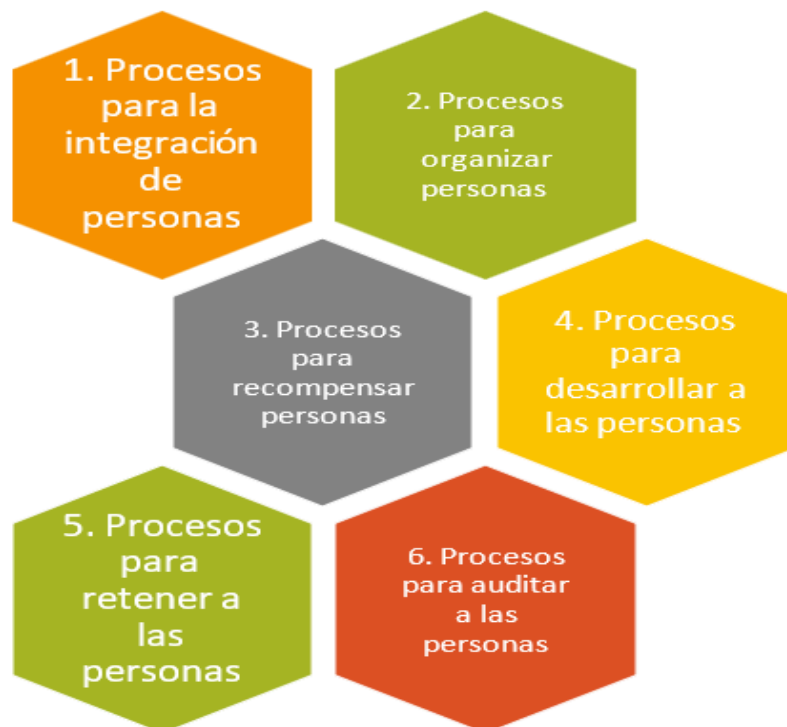 1. Procesos
para la
integración
de
personas
2. Procesos
para
organizar
personas
3. Procesos
para
recompensar
personas
4. Procesos
para
desarrollar a
las personas
5. Procesos
para
retener a
las
personas
6. Procesos
para auditar
a las
personas